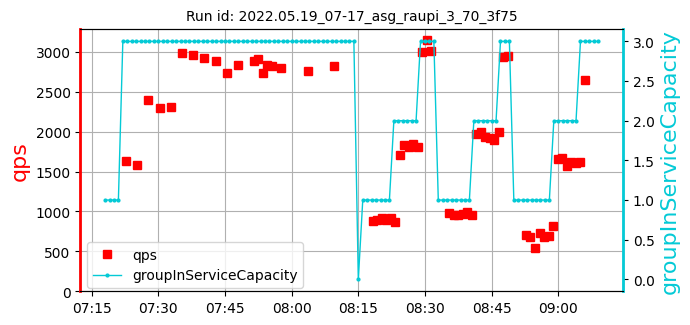 Run id: 2022.05.19_07-17_asg_raupi_3_70_3f75
3000
2500
2000
1500
1000
500
0
qps
3.0
2.5
2.0
1.5
1.0
0.5
0.0
groupInServiceCapacity
qps
groupInServiceCapacity
07:15 07:30 07:45 08:00 08:15 08:30 08:45 09:00